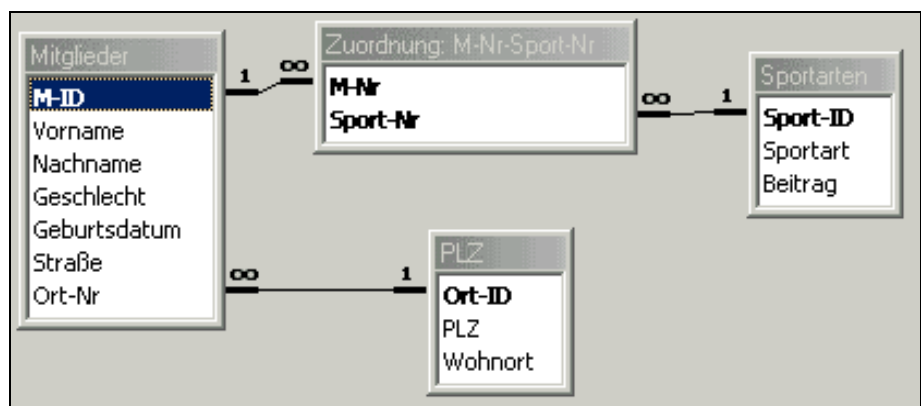 Mitglieder
M-ID
Vorname
Nachname
Geschlecht
Geburtsdatum
Straße
Ort-Nr
1 ∞
Zuordnung: M-Nr-Sport-Nr
M-Nr
Sport-Nr
∞ 1
Sportarten
Sport-ID
Sportart
Beitrag
∞ 1
PLZ
Ort-ID
PLZ
Wohnort